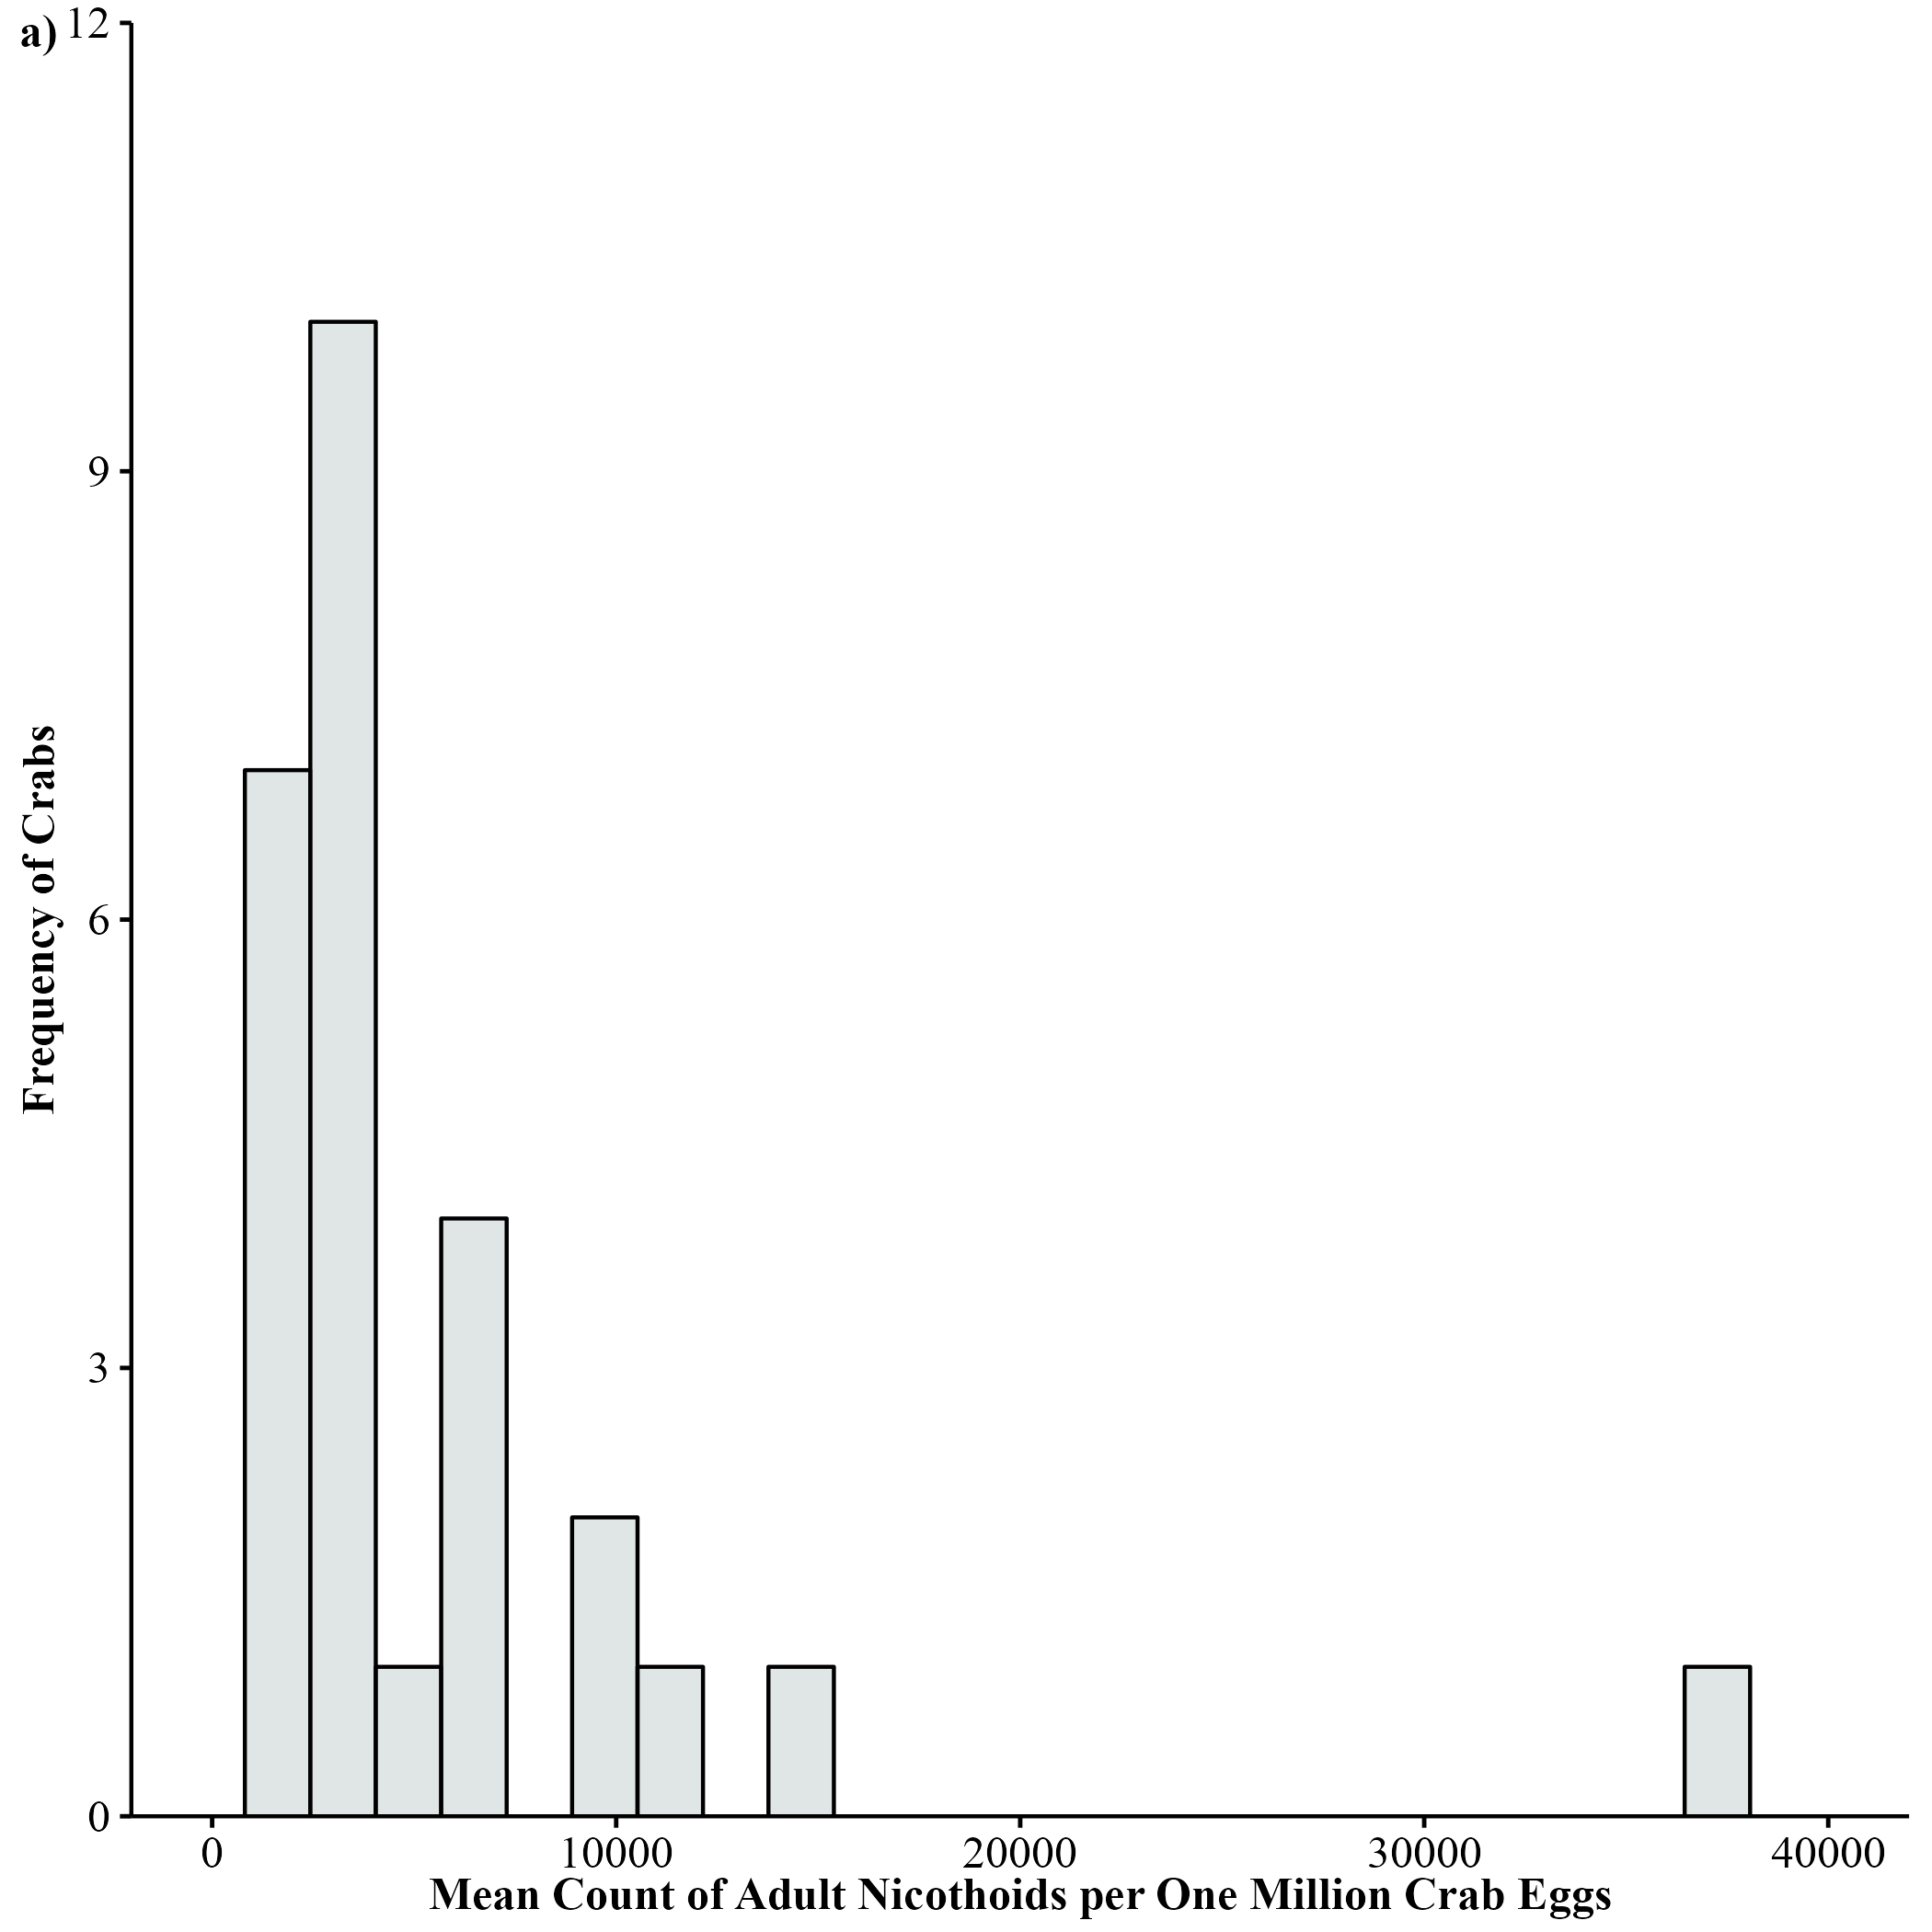 a)
12
9
6
3
0
Frequency of Crabs
0 10000 20000 30000 40000
Mean Count of Adult Nicothoids per One Million Crab Eggs